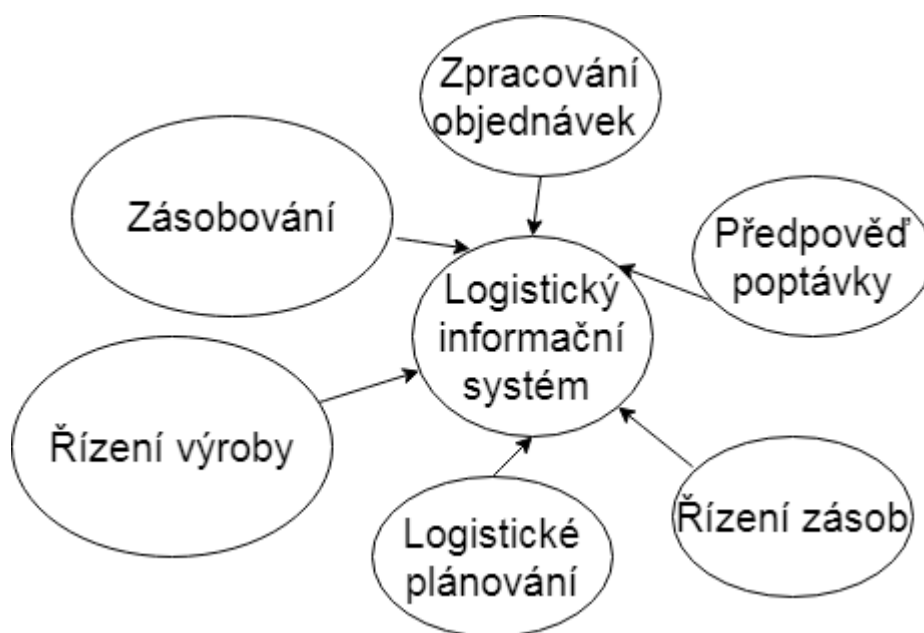 Zpracování
objednávek
Zásobování
Předpověď
poptávky
Logistický
informační
systém
Řízení výroby
Řízení zásob
Logistické
plánování